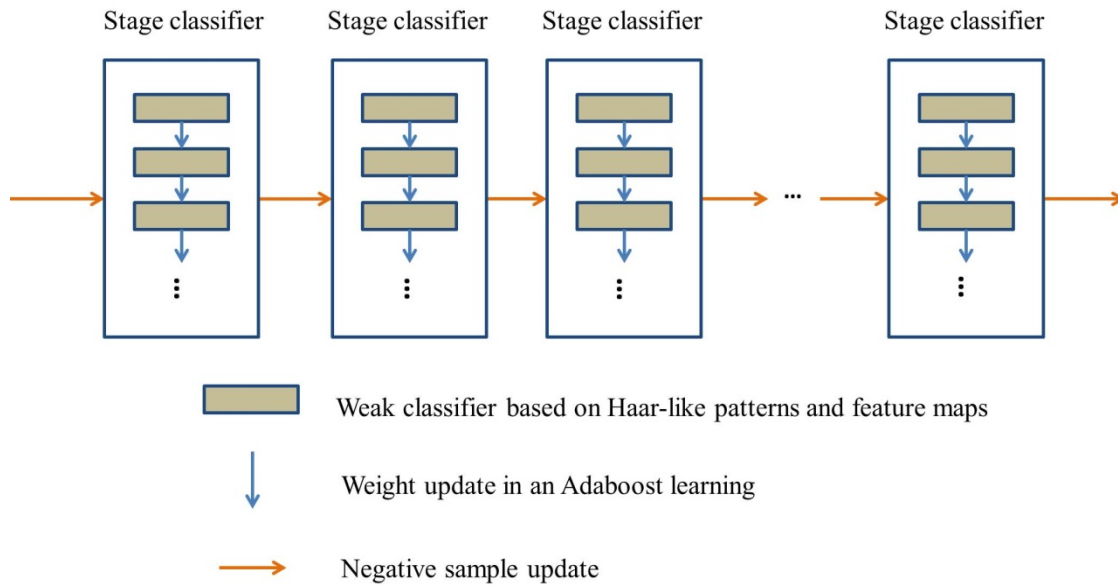 Stage classifier
Stage classifier
Stage classifier
Stage classifier
...
Weak classifier based on Haar-like patterns and feature maps
Weight update in an Adaboost learning
Negative sample update